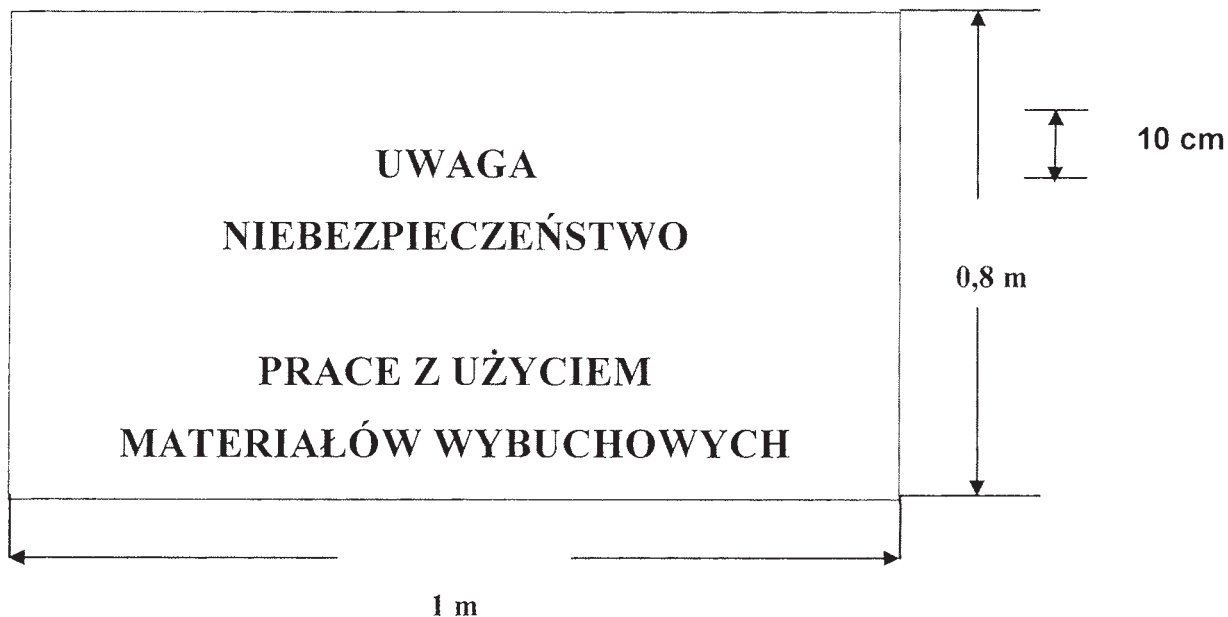 UWAGA
NIEBEZPIECZEŃSTWO
PRACE Z UŻYCIEM
MATERIAŁÓW WYBUCHOWYCH
10 cm
0,8 m
1 m